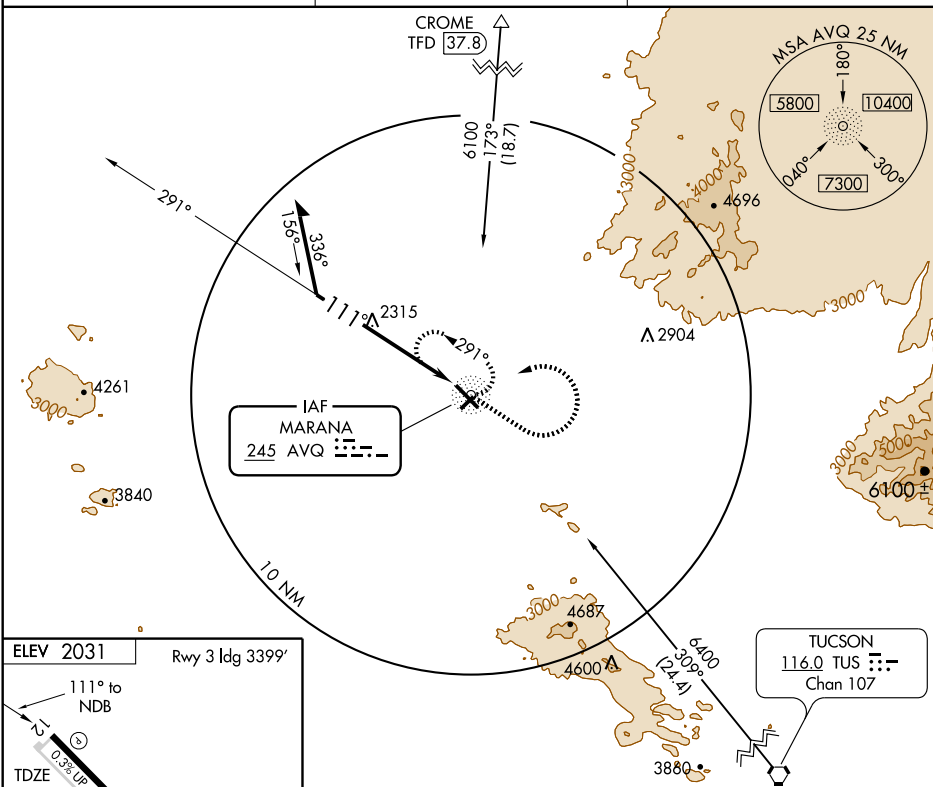 CROME
TFD 37.8
MSA AVQ 25 NM
180°
5800
10400
040°
300°
7300
6100
173°
(18.7)
3000
4000
4696
3000
291°
156°
336°
111°
2315
2904
291°
4261
3000
IAF
MARANA
245 AVQ
3840
3000
5000
6100±
10 NM
3000
4687
4600
6400
309°
(24.4)
TUCSON
116.0 TUS
Chan 107
3880
ELEV 2031
Rwy 3 ldg 3399'
111° to
NDB
12
P
0.3% UP
TDZE